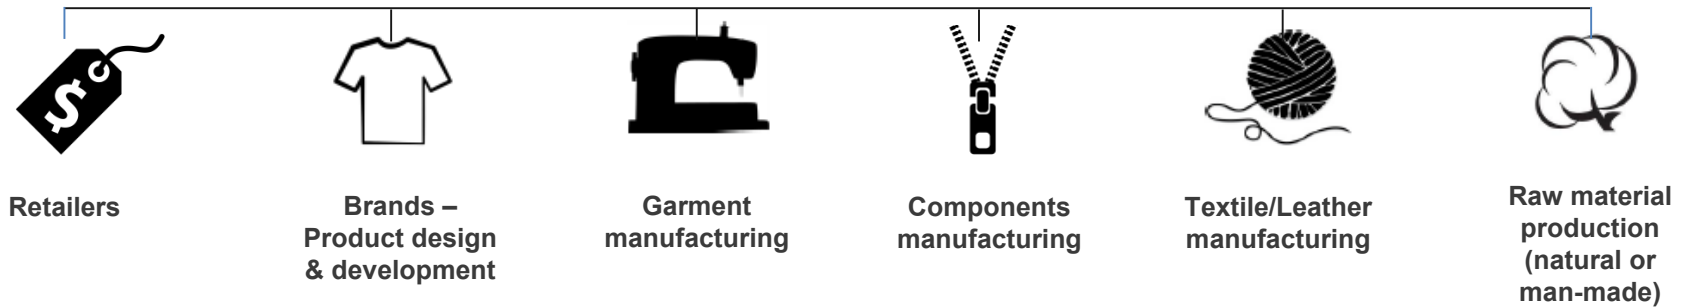 $
Retailers
Brands –
Product design
& development
Garment
manufacturing
Components
manufacturing
Textile/Leather
manufacturing
Raw material
production
(natural or
man-made)